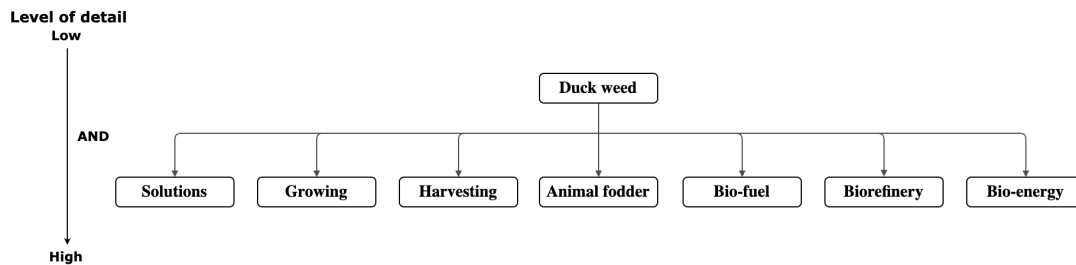 Level of detail
Low
Duck weed
AND
Solutions
Growing
Harvesting
Animal fodder
Bio-fuel
Biorefinery
Bio-energy
High